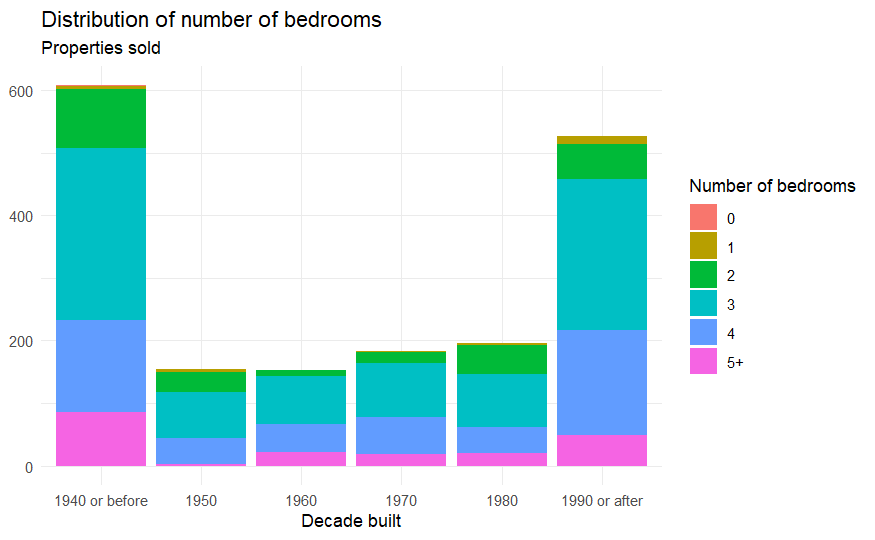 Distribution of number of bedrooms
Properties sold
600
400
200
0
1940 or before
1950
1960
1970
1980
1990 or after
Decade built
Number of bedrooms
0
1
2
3
4
5+